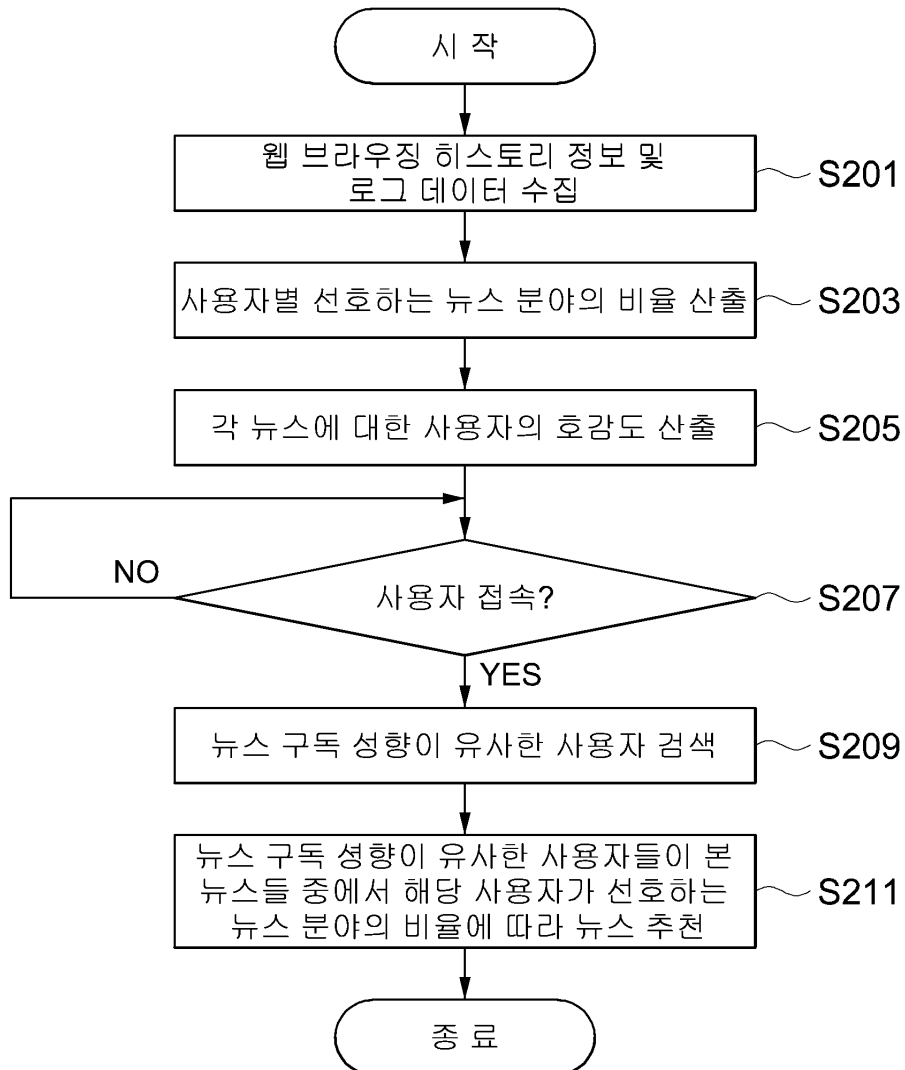 시 작
웹 브라우징 히스토리 정보 및
로그 데이터 수집
S201
사용자별 선호하는 뉴스 분야의 비율 산출
S203
각 뉴스에 대한 사용자의 호감도 산출
S205
NO
사용자 접속?
S207
YES
뉴스 구독 성향이 유사한 사용자 검색
S209
뉴스 구독 성향이 유사한 사용자들이 본
뉴스들 중에서 해당 사용자가 선호하는
뉴스 분야의 비율에 따라 뉴스 추천
S211
종 료